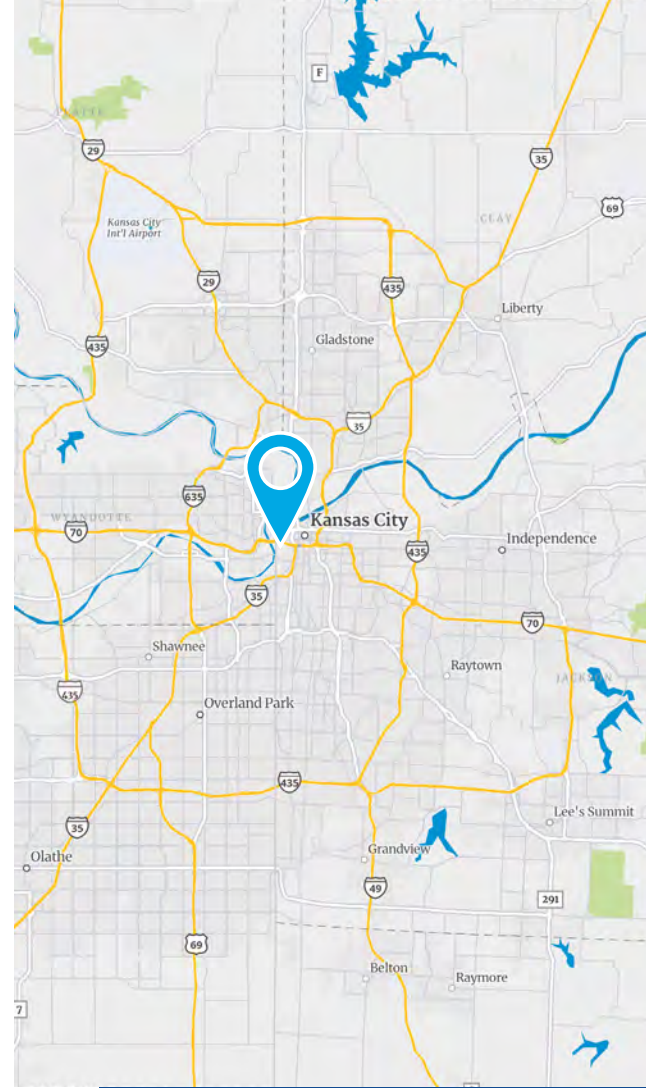 F
PLATTE
29
35
69
Kansas City
Int'l Airport
CLAY
29
435
Liberty
435
Gladstone
35
635
WYANDOTTE
70
Kansas City
435
Independence
35
70
Shawnee
Raytown
JACKSON
435
Overland Park
435
Lee's Summit
35
Grandview
Olathe
49
291
69
Belton
Raymore
7